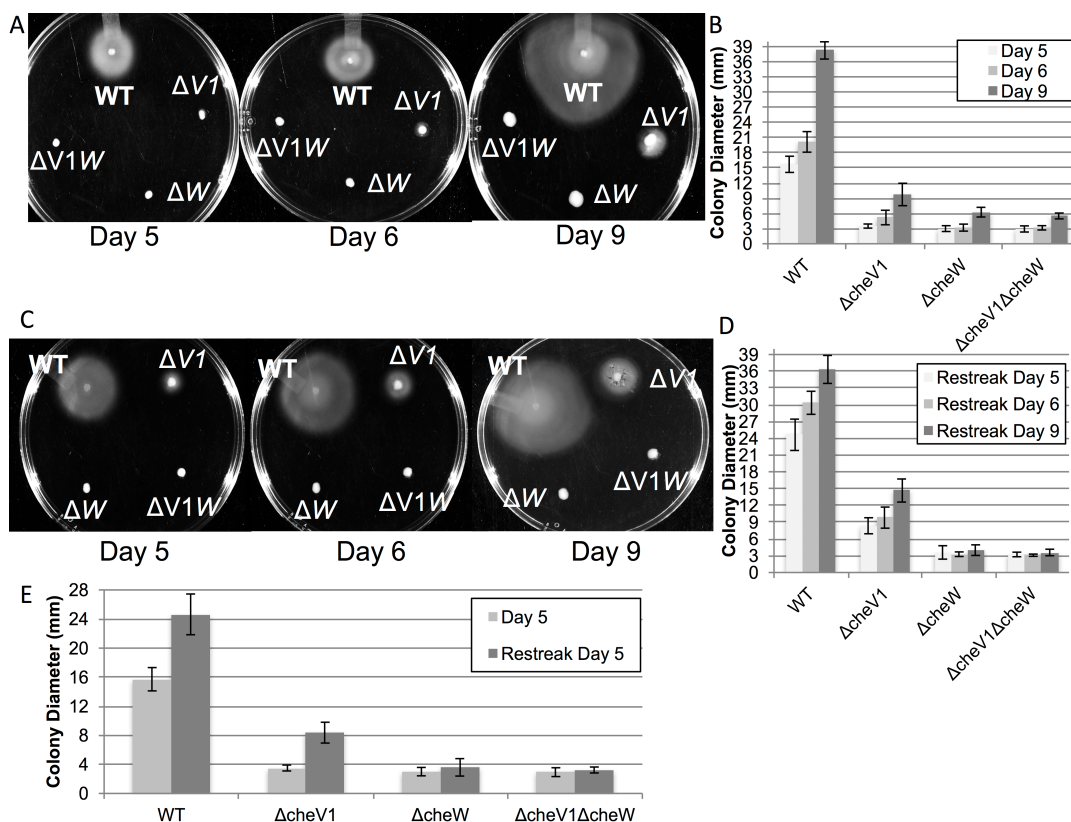 A
WT
ΔV1
ΔV1W
ΔW
Day 5
WT
ΔV1
ΔV1W
ΔW
Day 6
WT
ΔV1
ΔV1W
ΔW
Day 9
B
Colony Diameter (mm)
39
36
33
30
27
24
21
18
15
12
9
6
3
0
Day 5
Day 6
Day 9
WT
ΔcheV1
ΔcheW
ΔcheV1ΔcheW
C
WT
ΔV1
ΔW
ΔV1W
Day 5
WT
ΔV1
ΔW
ΔV1W
Day 6
WT
ΔV1
ΔW
ΔV1W
Day 9
D
Colony Diameter (mm)
39
36
33
30
27
24
21
18
15
12
9
6
3
0
Restreak Day 5
Restreak Day 6
Restreak Day 9
WT
ΔcheV1
ΔcheW
ΔcheV1ΔcheW
E
Colony Diameter (mm)
28
24
20
16
12
8
4
0
Day 5
Restreak Day 5
WT
ΔcheV1
ΔcheW
ΔcheV1ΔcheW